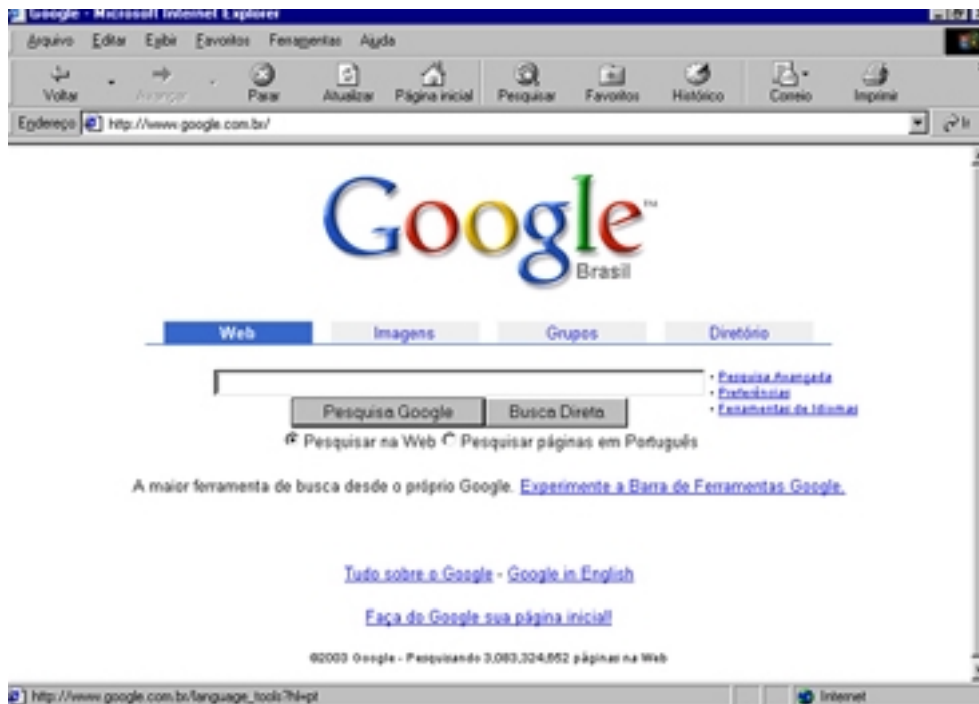 Google - Microsoft Internet Explorer
Arquivo Editar Exibir Favoritos Ferramentas Ajuda
Voltar Avançar Parar Atualizar Página inicial Pesquisar Favoritos Histórico Correio Imprimir
Endereço http://www.google.com.br/ Ir
Google™
Brasil
Web Imagens Grupos Diretório
• Pesquisa Avançada
• Preferências
• Ferramentas de Idiomas
Pesquisa Google Busca Direta
Pesquisar na Web Pesquisar páginas em Português
A maior ferramenta de busca desde o próprio Google. Experimente a Barra de Ferramentas Google.
Tudo sobre o Google - Google in English
Faça do Google sua página inicial!
©2003 Google - Pesquisando 3,083,324,652 páginas na Web
http://www.google.com.br/language_tools?hl=pt Internet